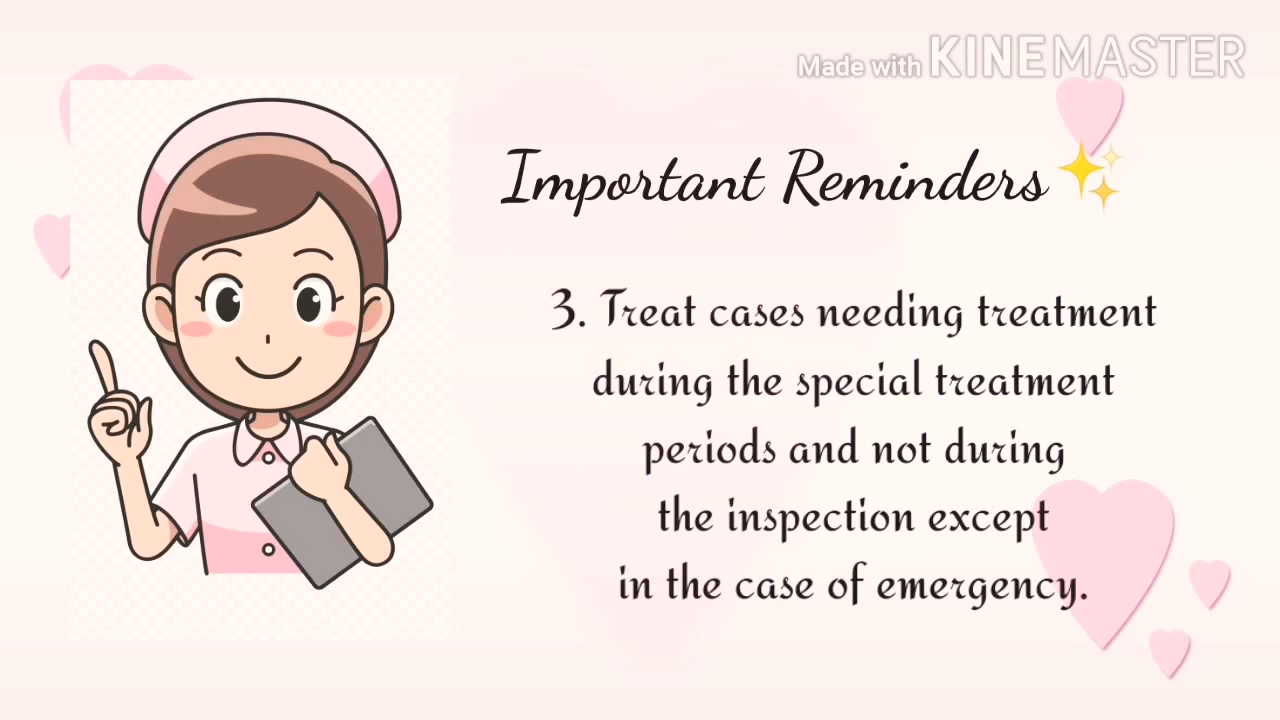 Made with KINEMASTER
Important Reminders
3. Treat cases needing treatment
during the special treatment
periods and not during
the inspection except
in the case of emergency.